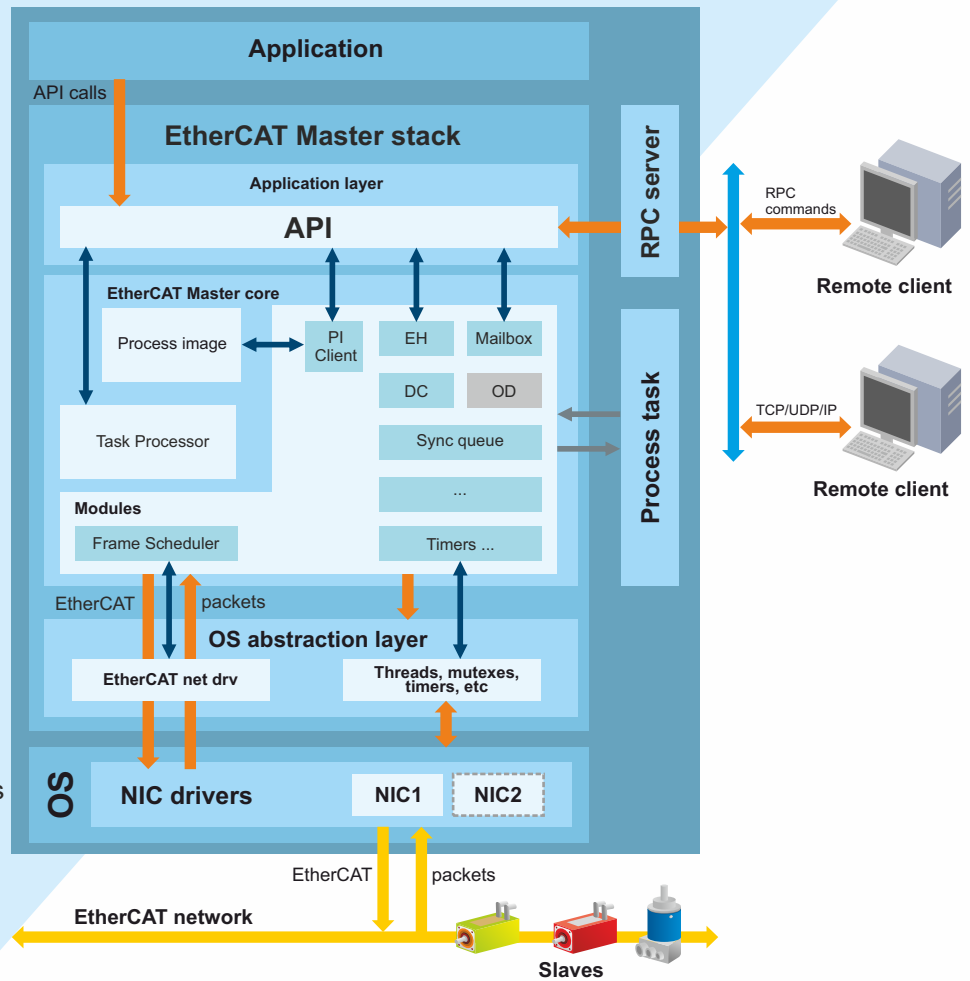 Application
API calls
EtherCAT Master stack
Application layer
API
RPC server
RPC
commands
Remote client
EtherCAT Master core
Process image
PI
Client
EH
Mailbox
DC
OD
Task Processor
Sync queue
...
Modules
Frame Scheduler
Timers ...
Process task
TCP/UDP/IP
Remote client
EtherCAT
packets
OS abstraction layer
EtherCAT net drv
Threads, mutexes,
timers, etc
s
OS
NIC drivers
NIC1
NIC2
EtherCAT
packets
EtherCAT network
Slaves